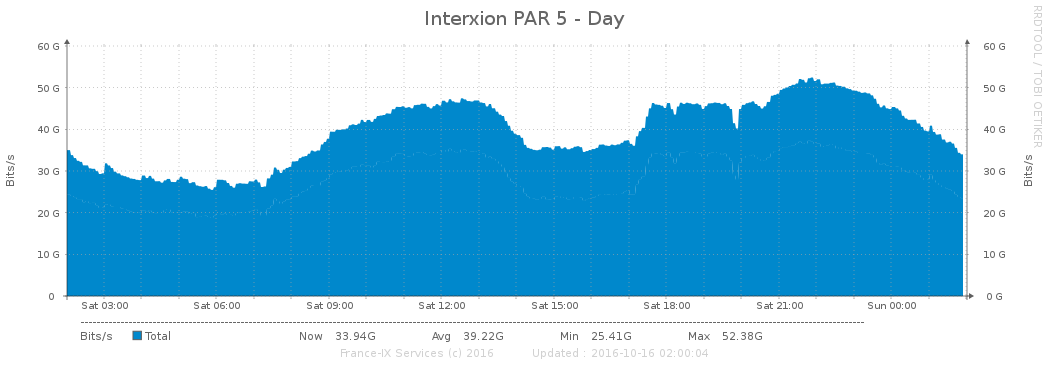 Interxion PAR 5 - Day
RRDTOOL / TOBI OETIKER
60 G 60 G
50 G 50 G
40 G 40 G
30 G 30 G
20 G 20 G
10 G 10 G
0 0 G
Bits/s
Bits/s
Sat 03:00 Sat 06:00 Sat 09:00 Sat 12:00 Sat 15:00 Sat 18:00 Sat 21:00 Sun 00:00
Bits/s Total Now 33.94G Avg 39.22G Min 25.41G Max 52.38G
France-IX Services (c) 2016 Updated : 2016-10-16 02:00:04